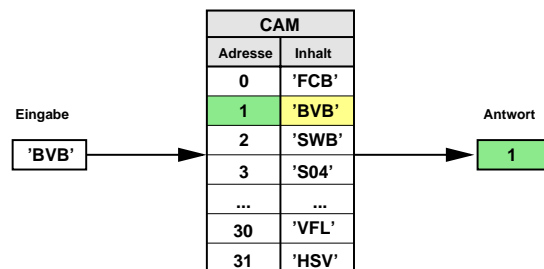 CAM
Adresse Inhalt
0 ’FCB’
Eingabe 1 ’BVB’ Antwort
’BVB’ 2 ’SWB’ 1
3 ’S04’
... ...
30 ’VFL’
31 ’HSV’